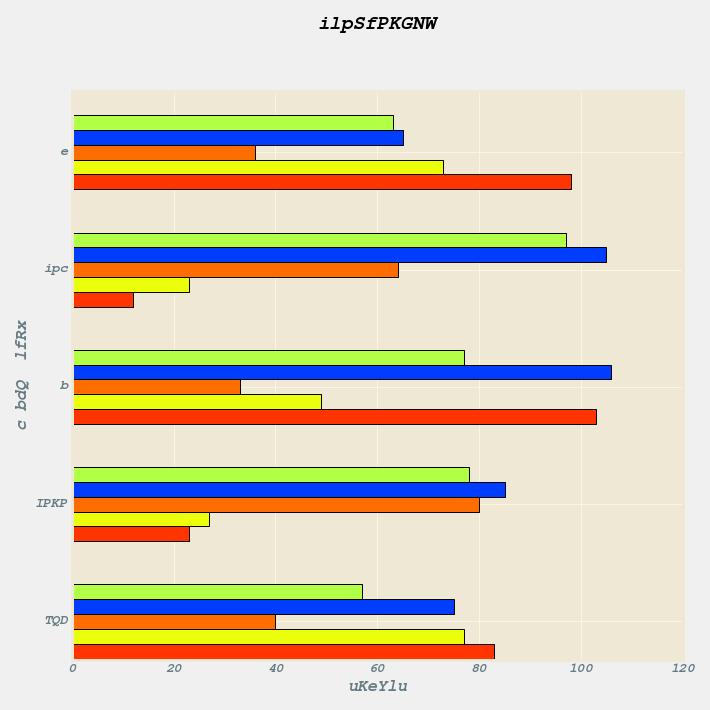 ilpSfPKGNW
e
ipc
b
IPKP
TQD
c bdQ  lfRx
0 20 40 60 80 100 120
uKeYlu